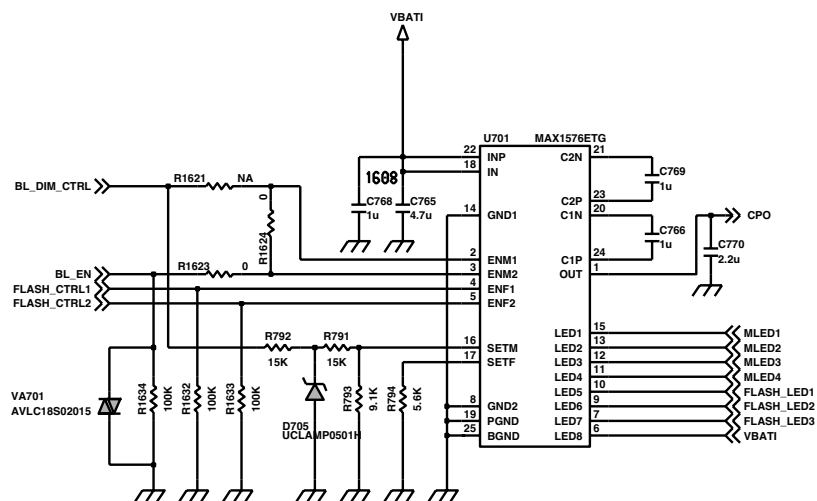 VBATI
U701 MAX1576ETG
22 INP C2N 21
18 IN
1608
C768
1u
C765
4.7u
C769
1u
BL_DIM_CTRL R1621 NA
C2P 23
14 GND1 C1N 20
CPO
0
R1624
C766
1u
C770
2.2u
2 ENM1 C1P 24
BL_EN R1623 0 3 ENM2 OUT 1
FLASH_CTRL1 4 ENF1
FLASH_CTRL2 5 ENF2
LED1 15 MLED1
R792 R791
15K 15K
16 SETM LED2 13 MLED2
17 SETF LED3 12 MLED3
LED4 11 MLED4
LED5 10 FLASH_LED1
8 GND2 LED6 9 FLASH_LED2
19 PGND LED7 7 FLASH_LED3
25 BGND LED8 6 VBATI
VA701
AVLC18S02015
R1634
100K
R1632
100K
R1633
100K
D705
UCLAMP0501H
R793
9.1K
R794
5.6K